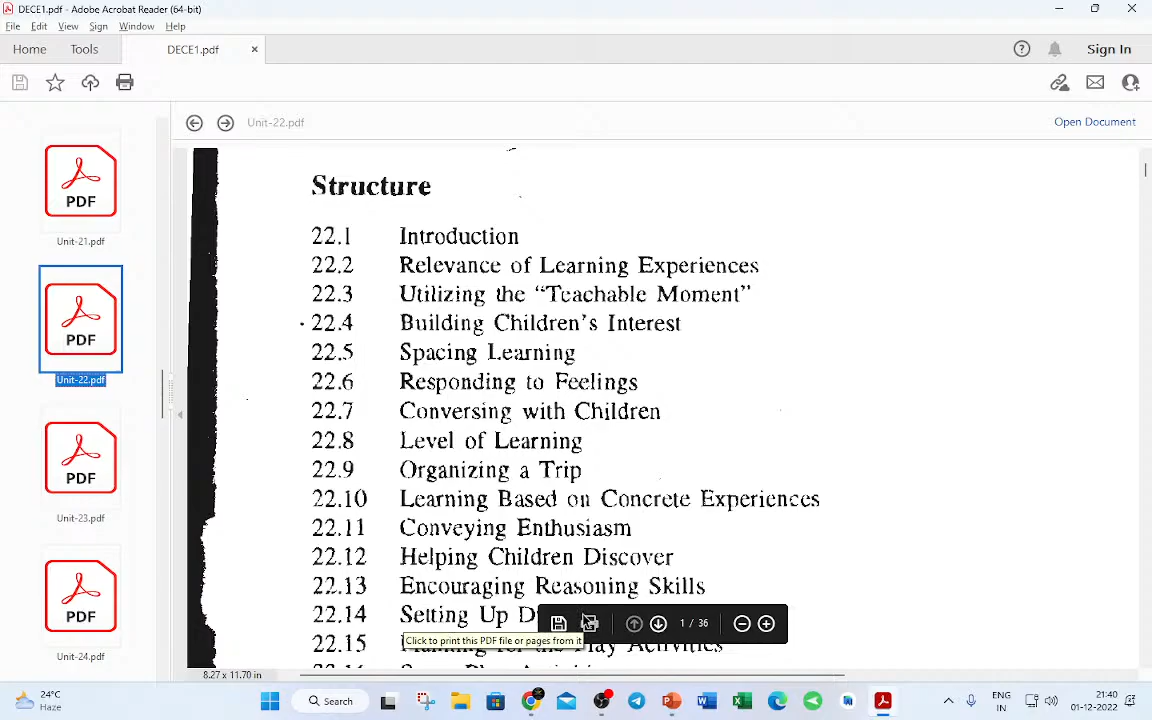 DECE1.pdf - Adobe Acrobat Reader (64-bit)
File Edit View Sign Window Help
Home Tools DECE1.pdf Sign In
Unit-22.pdf Open Document
PDF
Unit-21.pdf
PDF
Unit-22.pdf
PDF
Unit-23.pdf
PDF
Unit-24.pdf
Structure
22.1 Introduction
22.2 Relevance of Learning Experiences
22.3 Utilizing the “Teachable Moment”
22.4 Building Children's Interest
22.5 Spacing Learning
22.6 Responding to Feelings
22.7 Conversing with Children
22.8 Level of Learning
22.9 Organizing a Trip
22.10 Learning Based on Concrete Experiences
22.11 Conveying Enthusiasm
22.12 Helping Children Discover
22.13 Encouraging Reasoning Skills
22.14 Setting Up
1 / 36
Click to print this PDF file or pages from it
22.15 Play Activities
8.27 x 11.70 in
24°C
Haze
Search
ENG
IN
21:40
01-12-2022